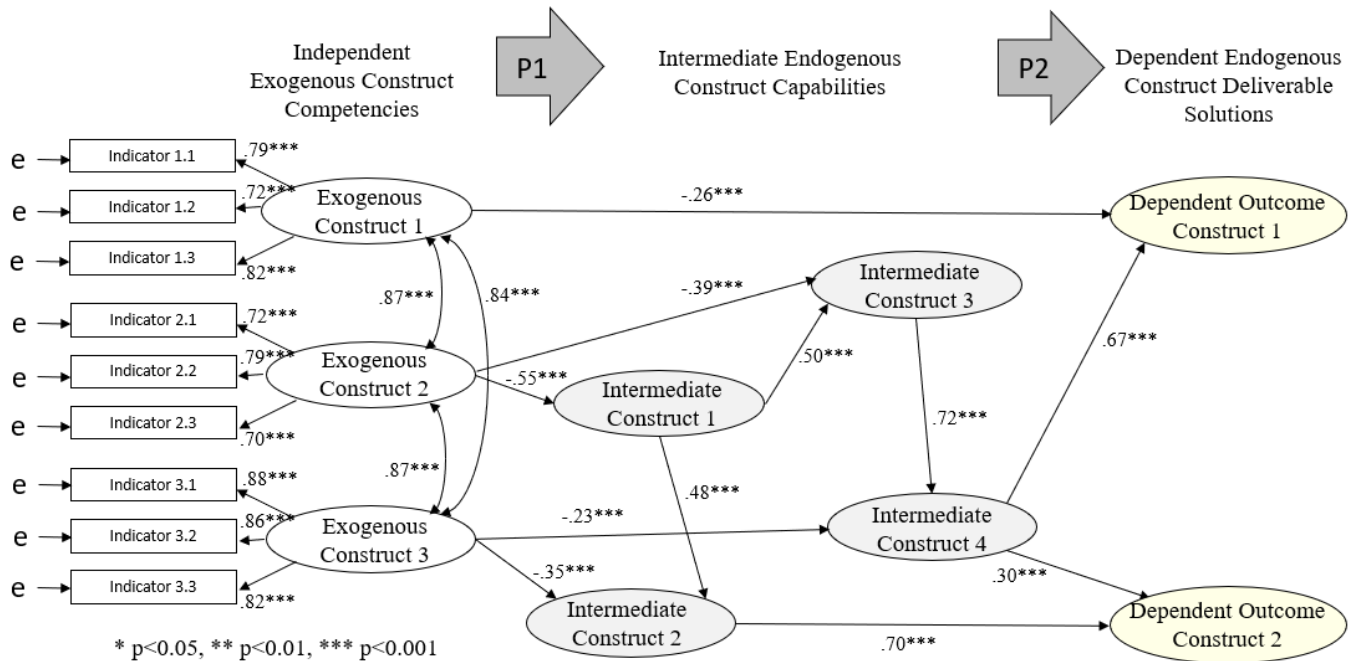 Independent
Exogenous Construct
Competencies
P1
Intermediate Endogenous
Construct Capabilities
P2
Dependent Endogenous
Construct Deliverable
Solutions
e
Indicator 1.1
.79***
e
Indicator 1.2
.72***
e
Indicator 1.3
.82***
Exogenous
Construct 1
-.26***
Dependent Outcome
Construct 1
.87***
.84***
-.39***
Intermediate
Construct 3
e
Indicator 2.1
.72***
e
Indicator 2.2
.79***
e
Indicator 2.3
.70***
Exogenous
Construct 2
-.55***
Intermediate
Construct 1
.50***
.67***
.72***
.87***
.48***
e
Indicator 3.1
.88***
e
Indicator 3.2
.86***
e
Indicator 3.3
.82***
Exogenous
Construct 3
-.23***
Intermediate
Construct 4
-.35***
.30***
Intermediate
Construct 2
.70***
Dependent Outcome
Construct 2
* p<0.05, ** p<0.01, *** p<0.001